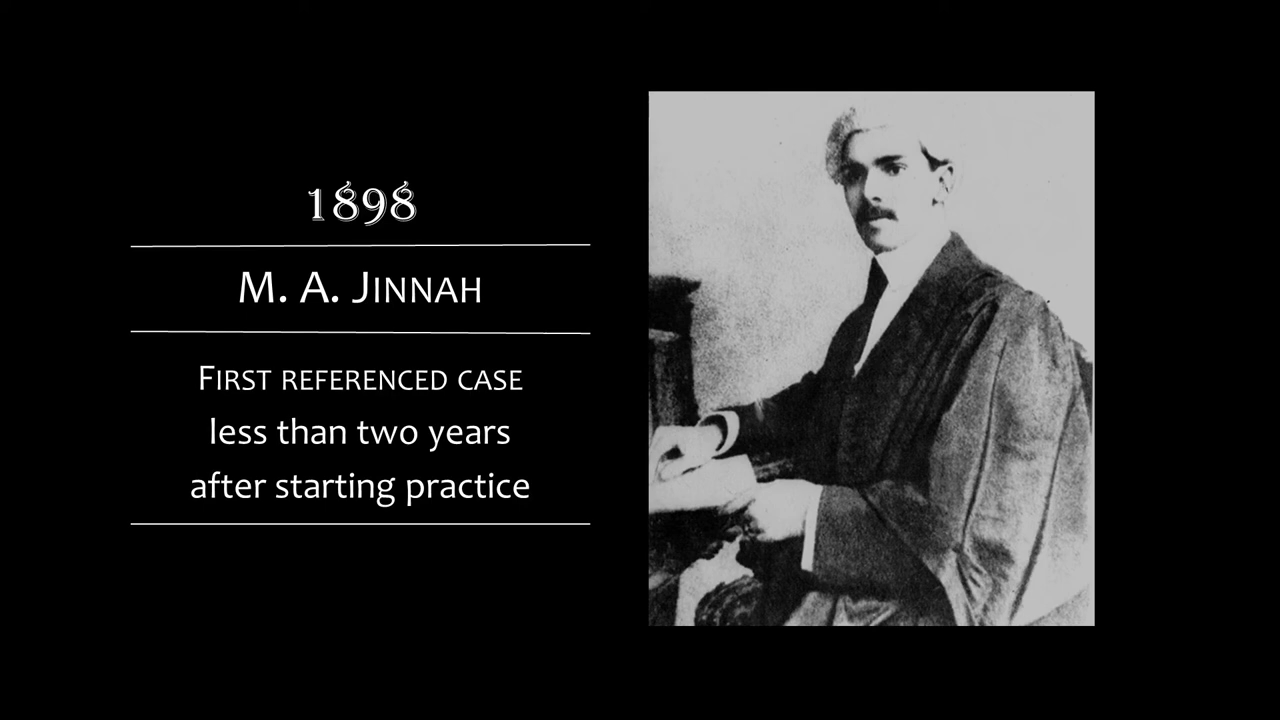 1898
M. A. JINNAH
FIRST REFERENCED CASE
less than two years
after starting practice